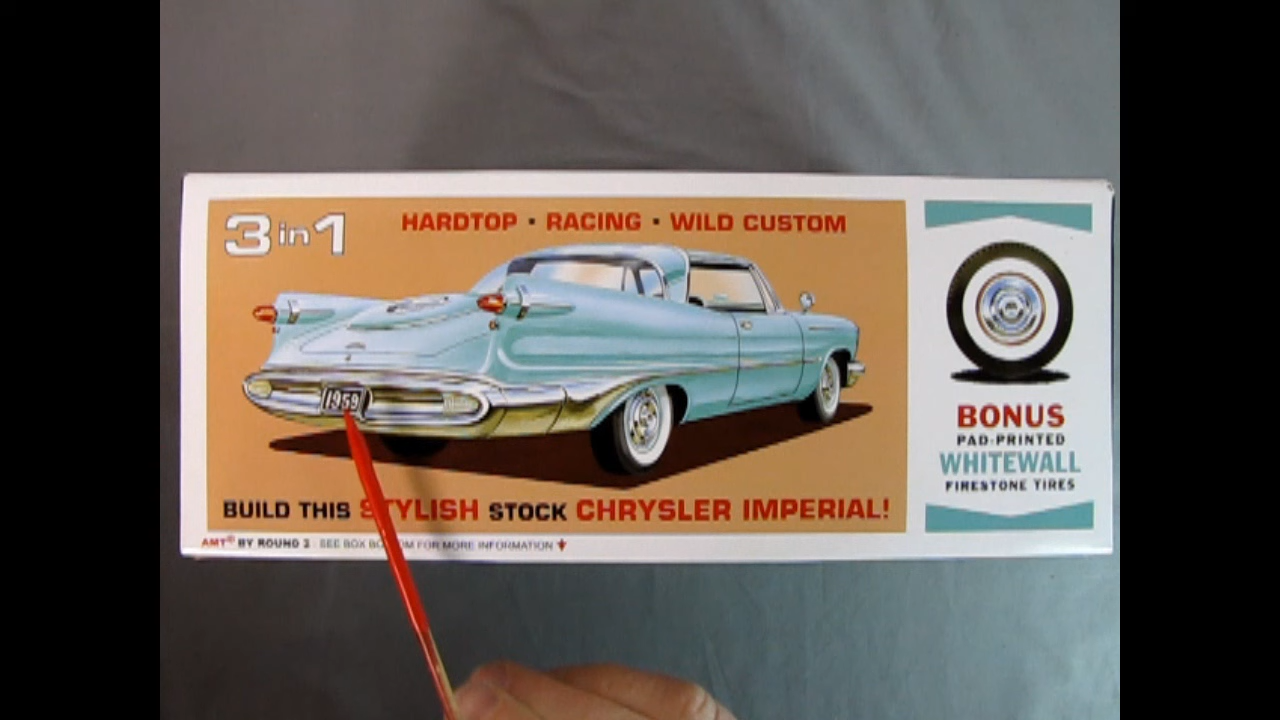 3 in 1
HARDTOP · RACING · WILD CUSTOM
1959
BUILD THIS STYLISH STOCK CHRYSLER IMPERIAL!
AMT® BY ROUND 2 SEE BOX BOTTOM FOR MORE INFORMATION
BONUS
PAD-PRINTED
WHITEWALL
FIRESTONE TIRES